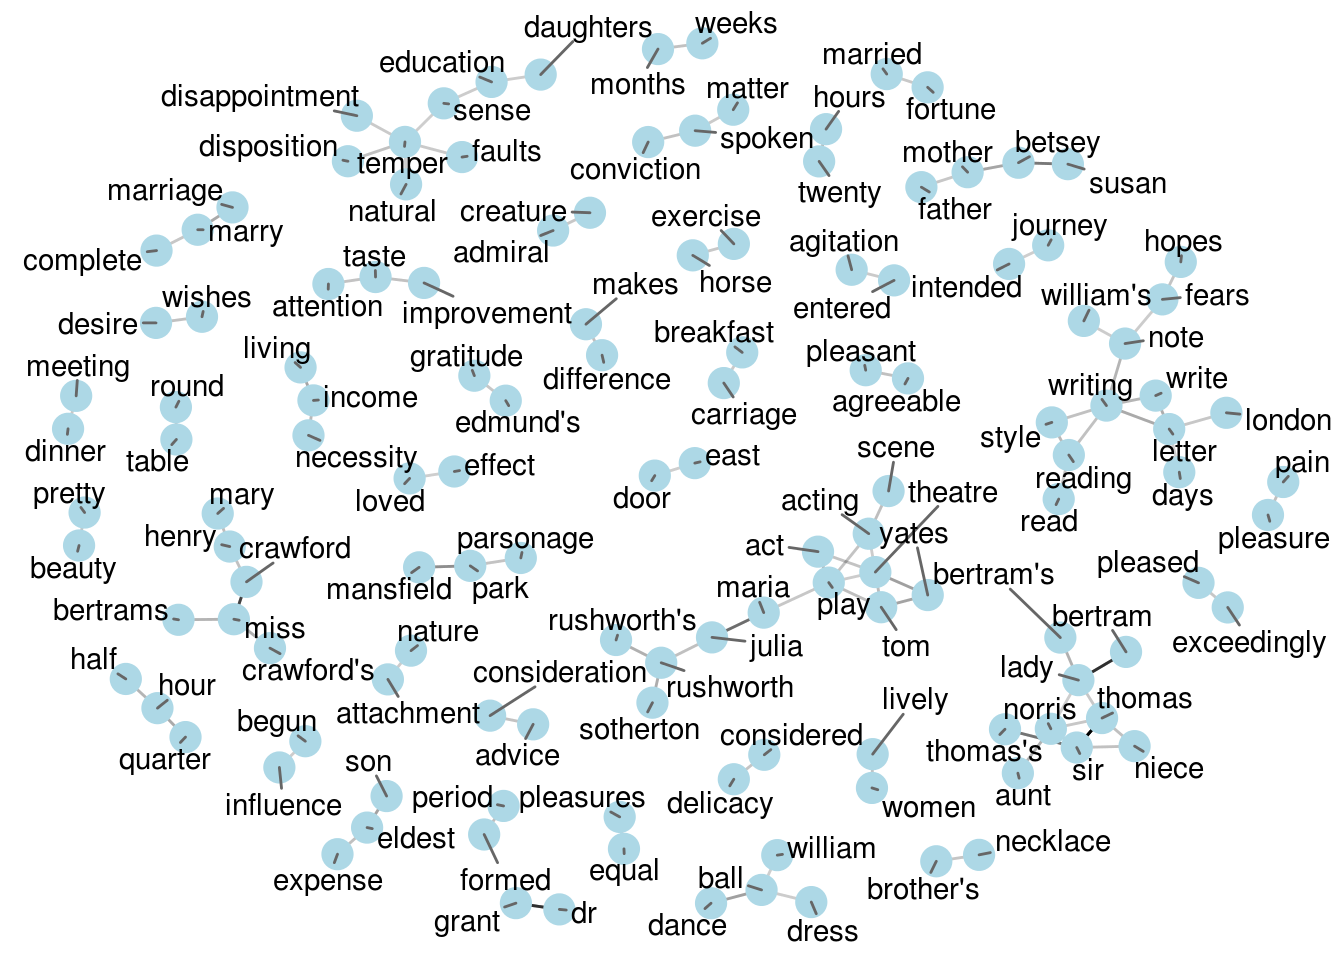 daughters
weeks
education
married
months
matter
disappointment
hours
sense
fortune
spoken
betsey
disposition
temper
faults
mother
conviction
twenty
susan
marriage
natural
creature
exercise
father
marry
admiral
agitation
journey
hopes
complete
taste
makes
horse
intended
wishes
attention
improvement
entered
william's
fears
desire
living
gratitude
breakfast
pleasant
note
meeting
round
income
difference
writing
write
edmund's
carriage
agreeable
london
dinner
table
necessity
effect
east
scene
style
letter
pretty
mary
loved
door
acting
theatre
reading
days
pain
henry
crawford
parsonage
act
yates
read
pleasure
beauty
mansfield
park
maria
bertram's
pleased
bertrams
miss
nature
rushworth's
play
bertram
exceedingly
half
crawford's
consideration
julia
tom
lady
hour
attachment
rushworth
lively
norris
thomas
begun
sotherton
considered
thomas's
quarter
son
advice
sir
niece
influence
period
pleasures
delicacy
women
aunt
eldest
expense
formed
equal
william
necklace
ball
brother's
grant
dr
dance
dress